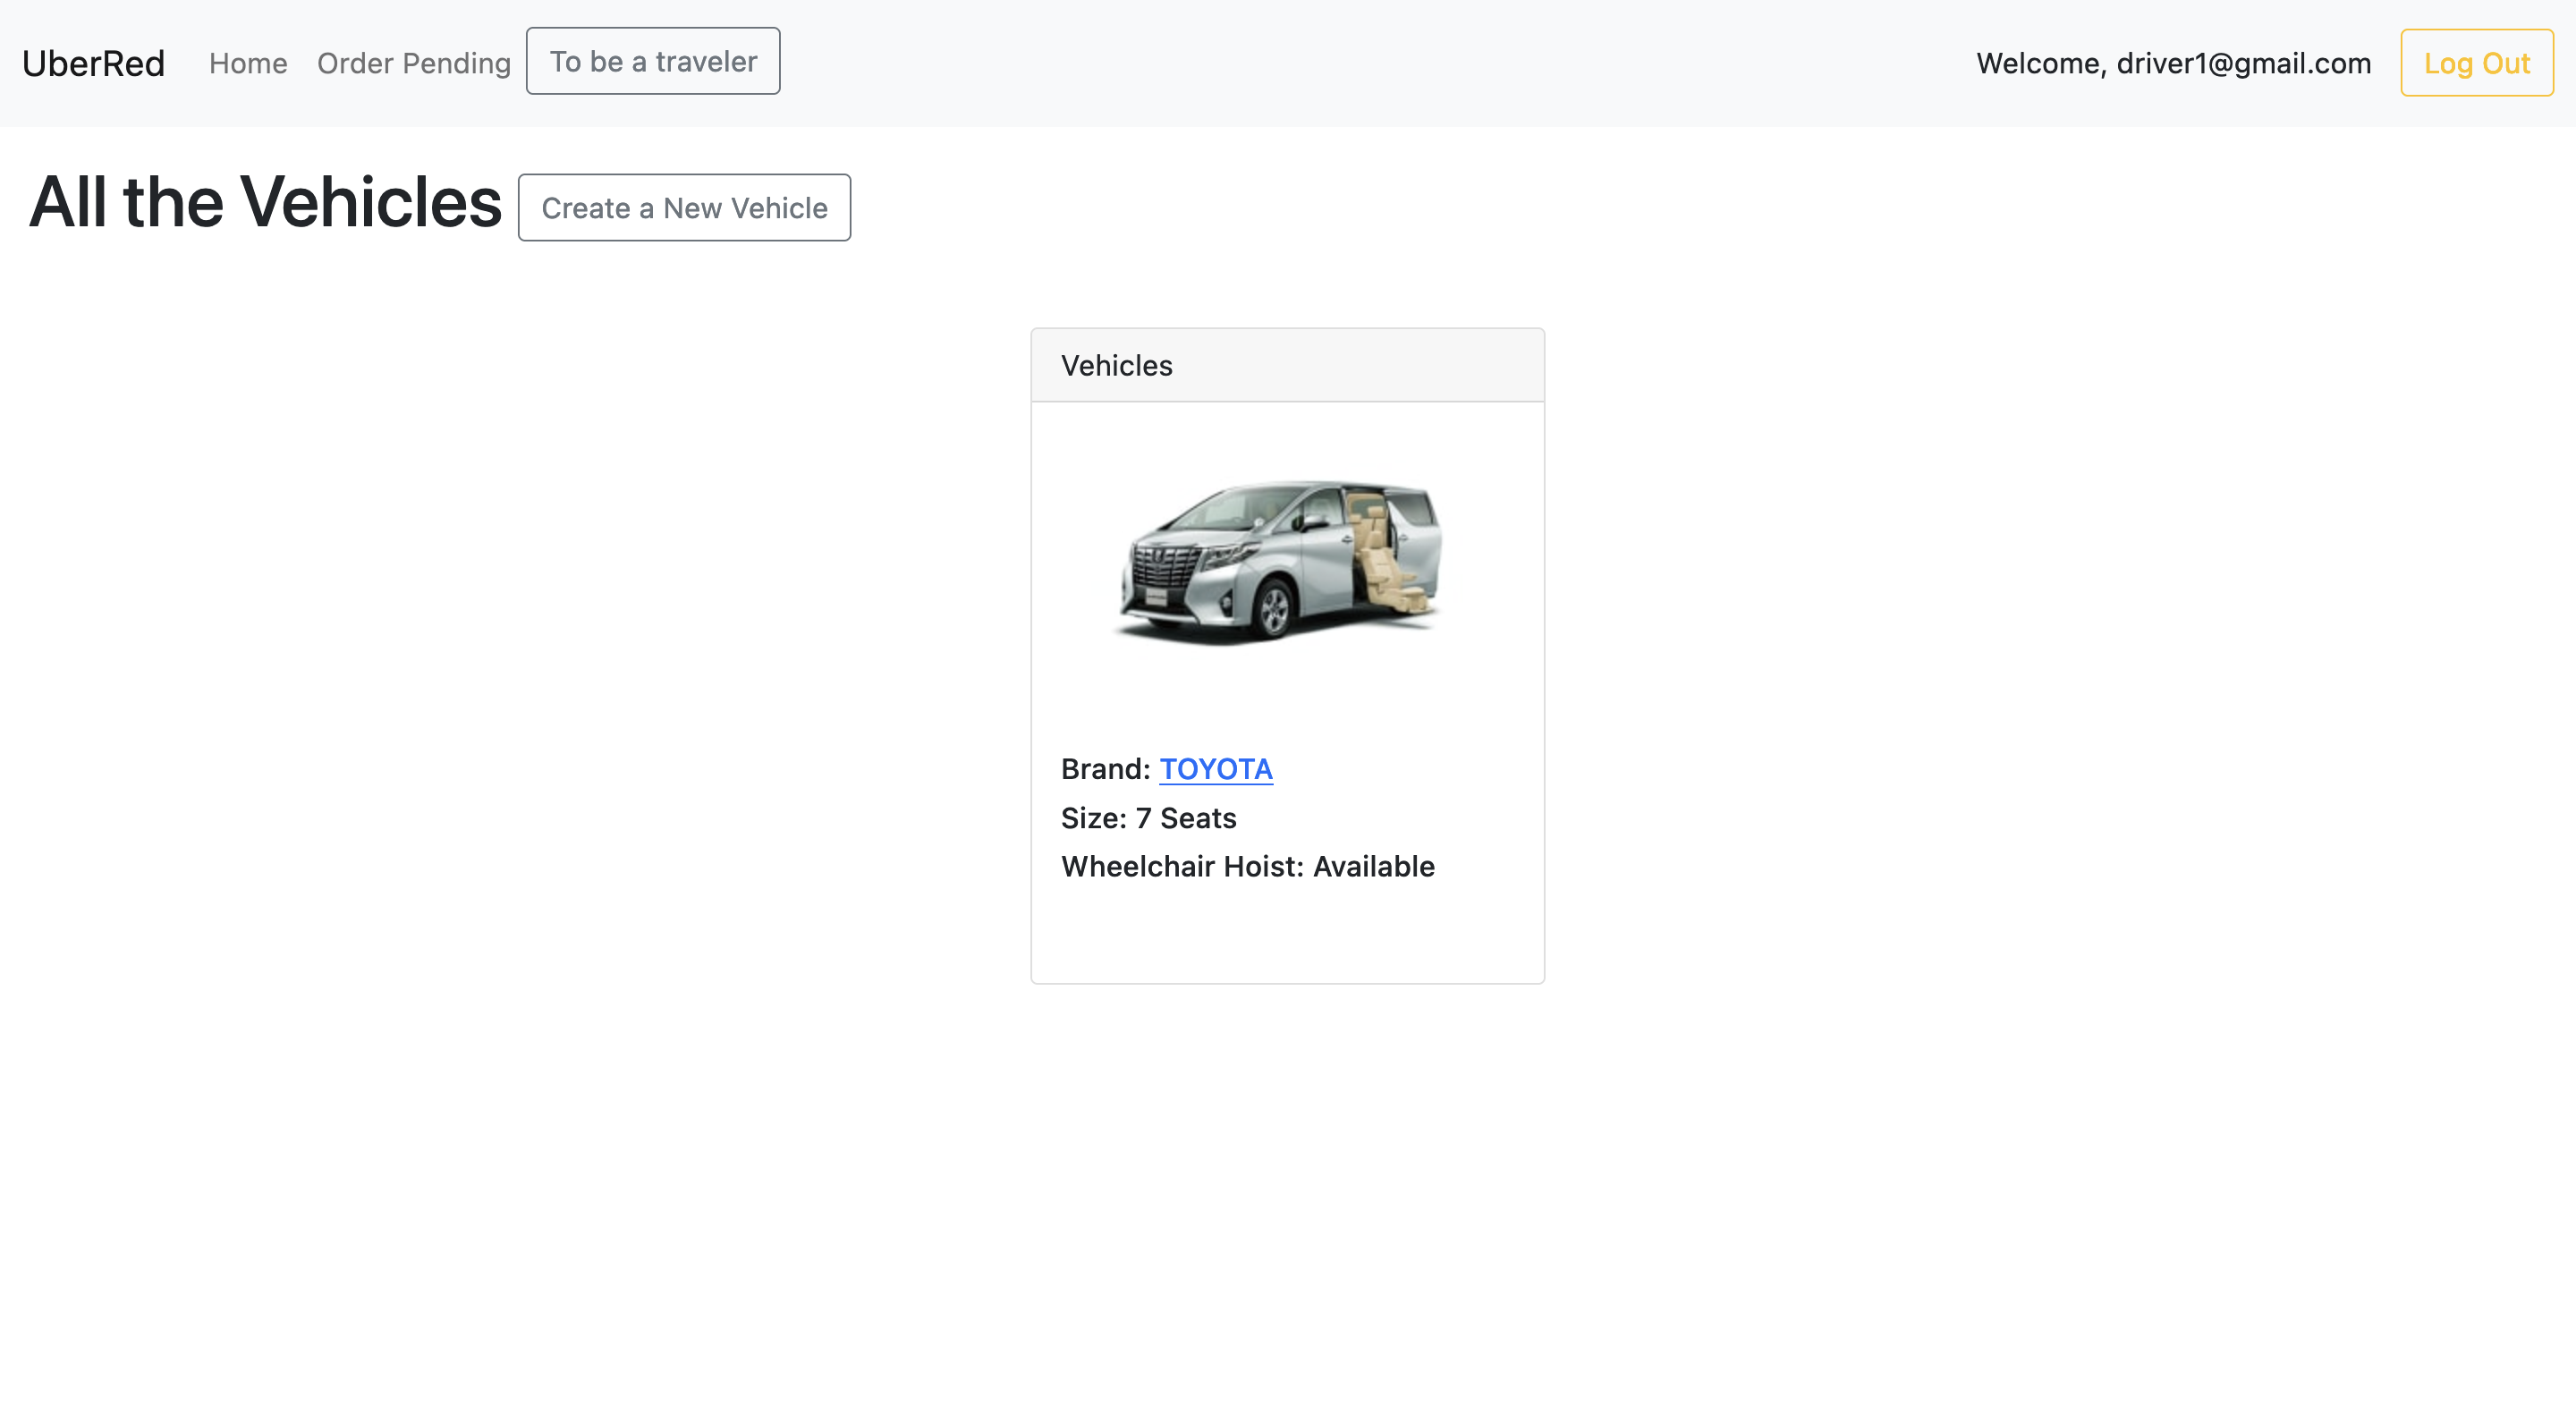 UberRed Home Order Pending To be a traveler Welcome, driver1@gmail.com Log Out
All the Vehicles Create a New Vehicle
Vehicles
Brand: TOYOTA
Size: 7 Seats
Wheelchair Hoist: Available